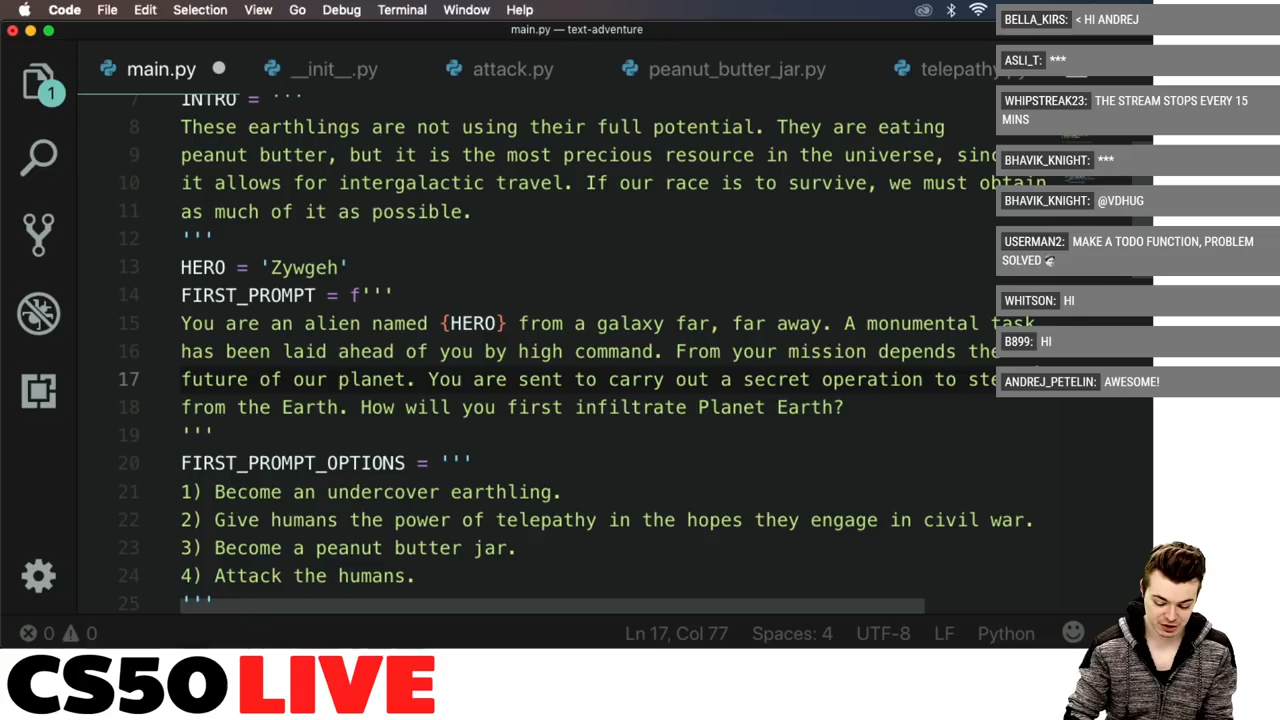 Code File Edit Selection View Go Debug Terminal Window Help
main.py — text-adventure
main.py __init__.py attack.py peanut_butter_jar.py
1
7 INTRO = '''
8 These earthlings are not using their full potential. They are eating
9 peanut butter, but it is the most precious resource in the universe,
10 it allows for intergalactic travel. If our race is to survive, we must obtain
11 as much of it as possible.
12 '''
13 HERO = 'Zywgeh'
14 FIRST_PROMPT = f'''
15 You are an alien named {HERO} from a galaxy far, far away. A monumental task
16 has been laid ahead of you by high command. From your mission depends the
17 future of our planet. You are sent to carry out a secret operation to
18 from the Earth. How will you first infiltrate Planet Earth?
19 '''
20 FIRST_PROMPT_OPTIONS = '''
21 1) Become an undercover earthling.
22 2) Give humans the power of telepathy in the hopes they engage in civil war.
23 3) Become a peanut butter jar.
24 4) Attack the humans.
25 '''
0 0 Ln 17, Col 77 Spaces: 4 UTF-8 LF Python
BELLA_KIRS: < HI ANDREJ
ASLI_T: ***
WHIPSTREAK23: THE STREAM STOPS EVERY 15
MINS
BHAVIK_KNIGHT: ***
BHAVIK_KNIGHT: @VDHUG
USERMAN2: MAKE A TODO FUNCTION, PROBLEM
SOLVED
WHITSON: HI
B899: HI
ANDREJ_PETELIN: AWESOME!
CS50 LIVE